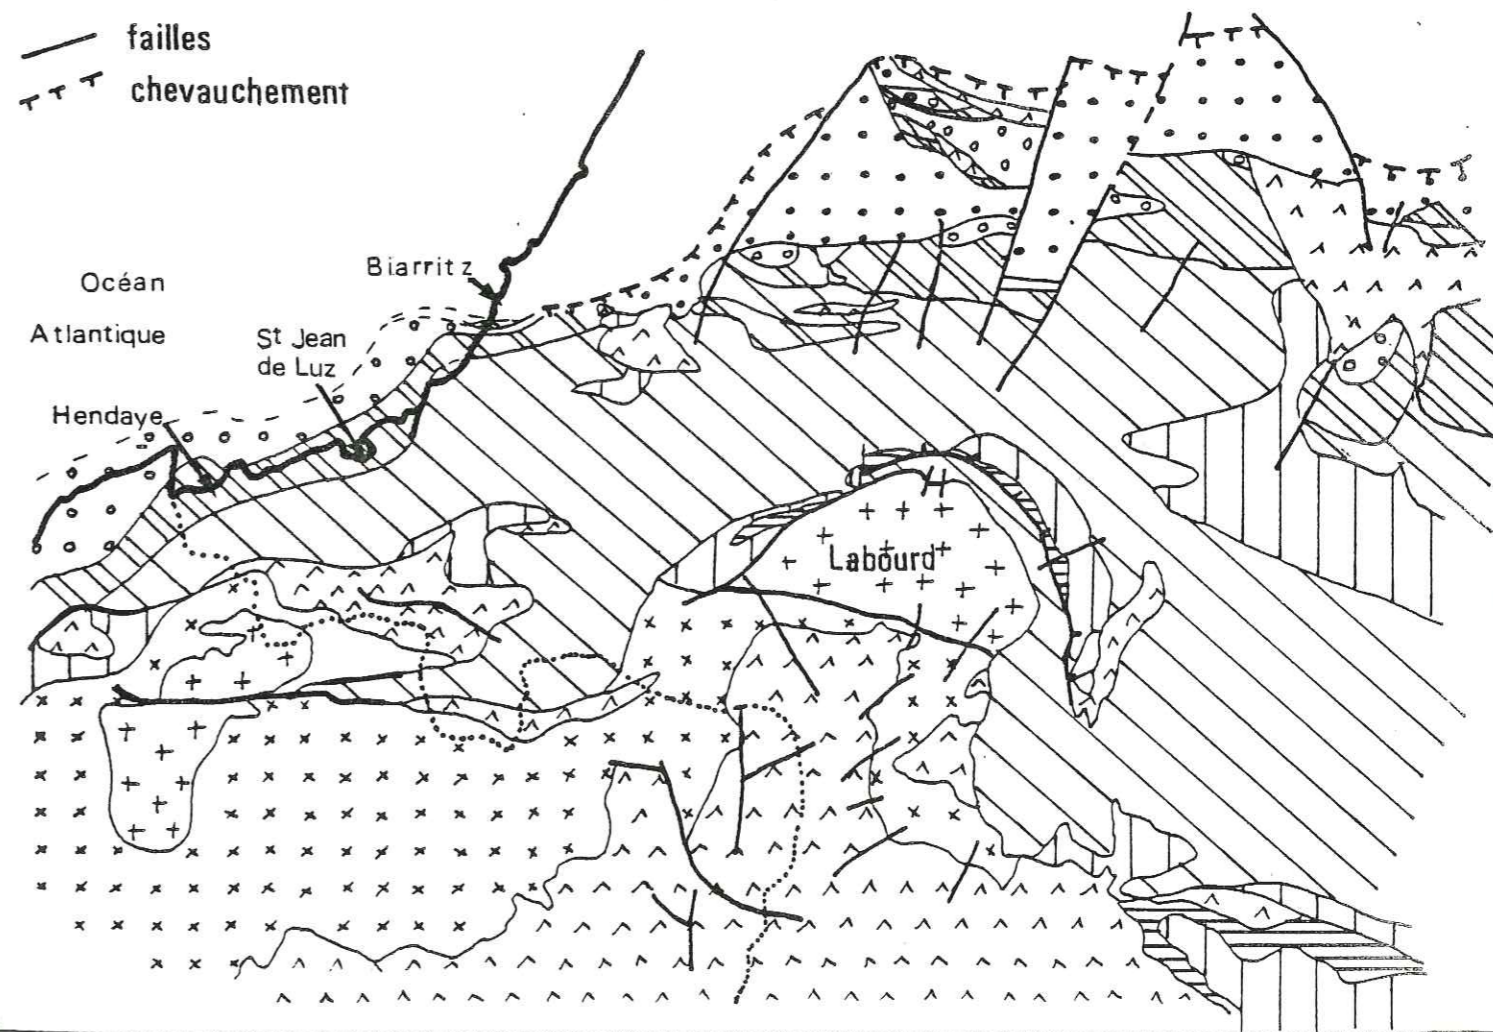 failles
chevauchement
Biarritz
Océan
Atlantique
St Jean
de Luz
Hendaye
Labourd